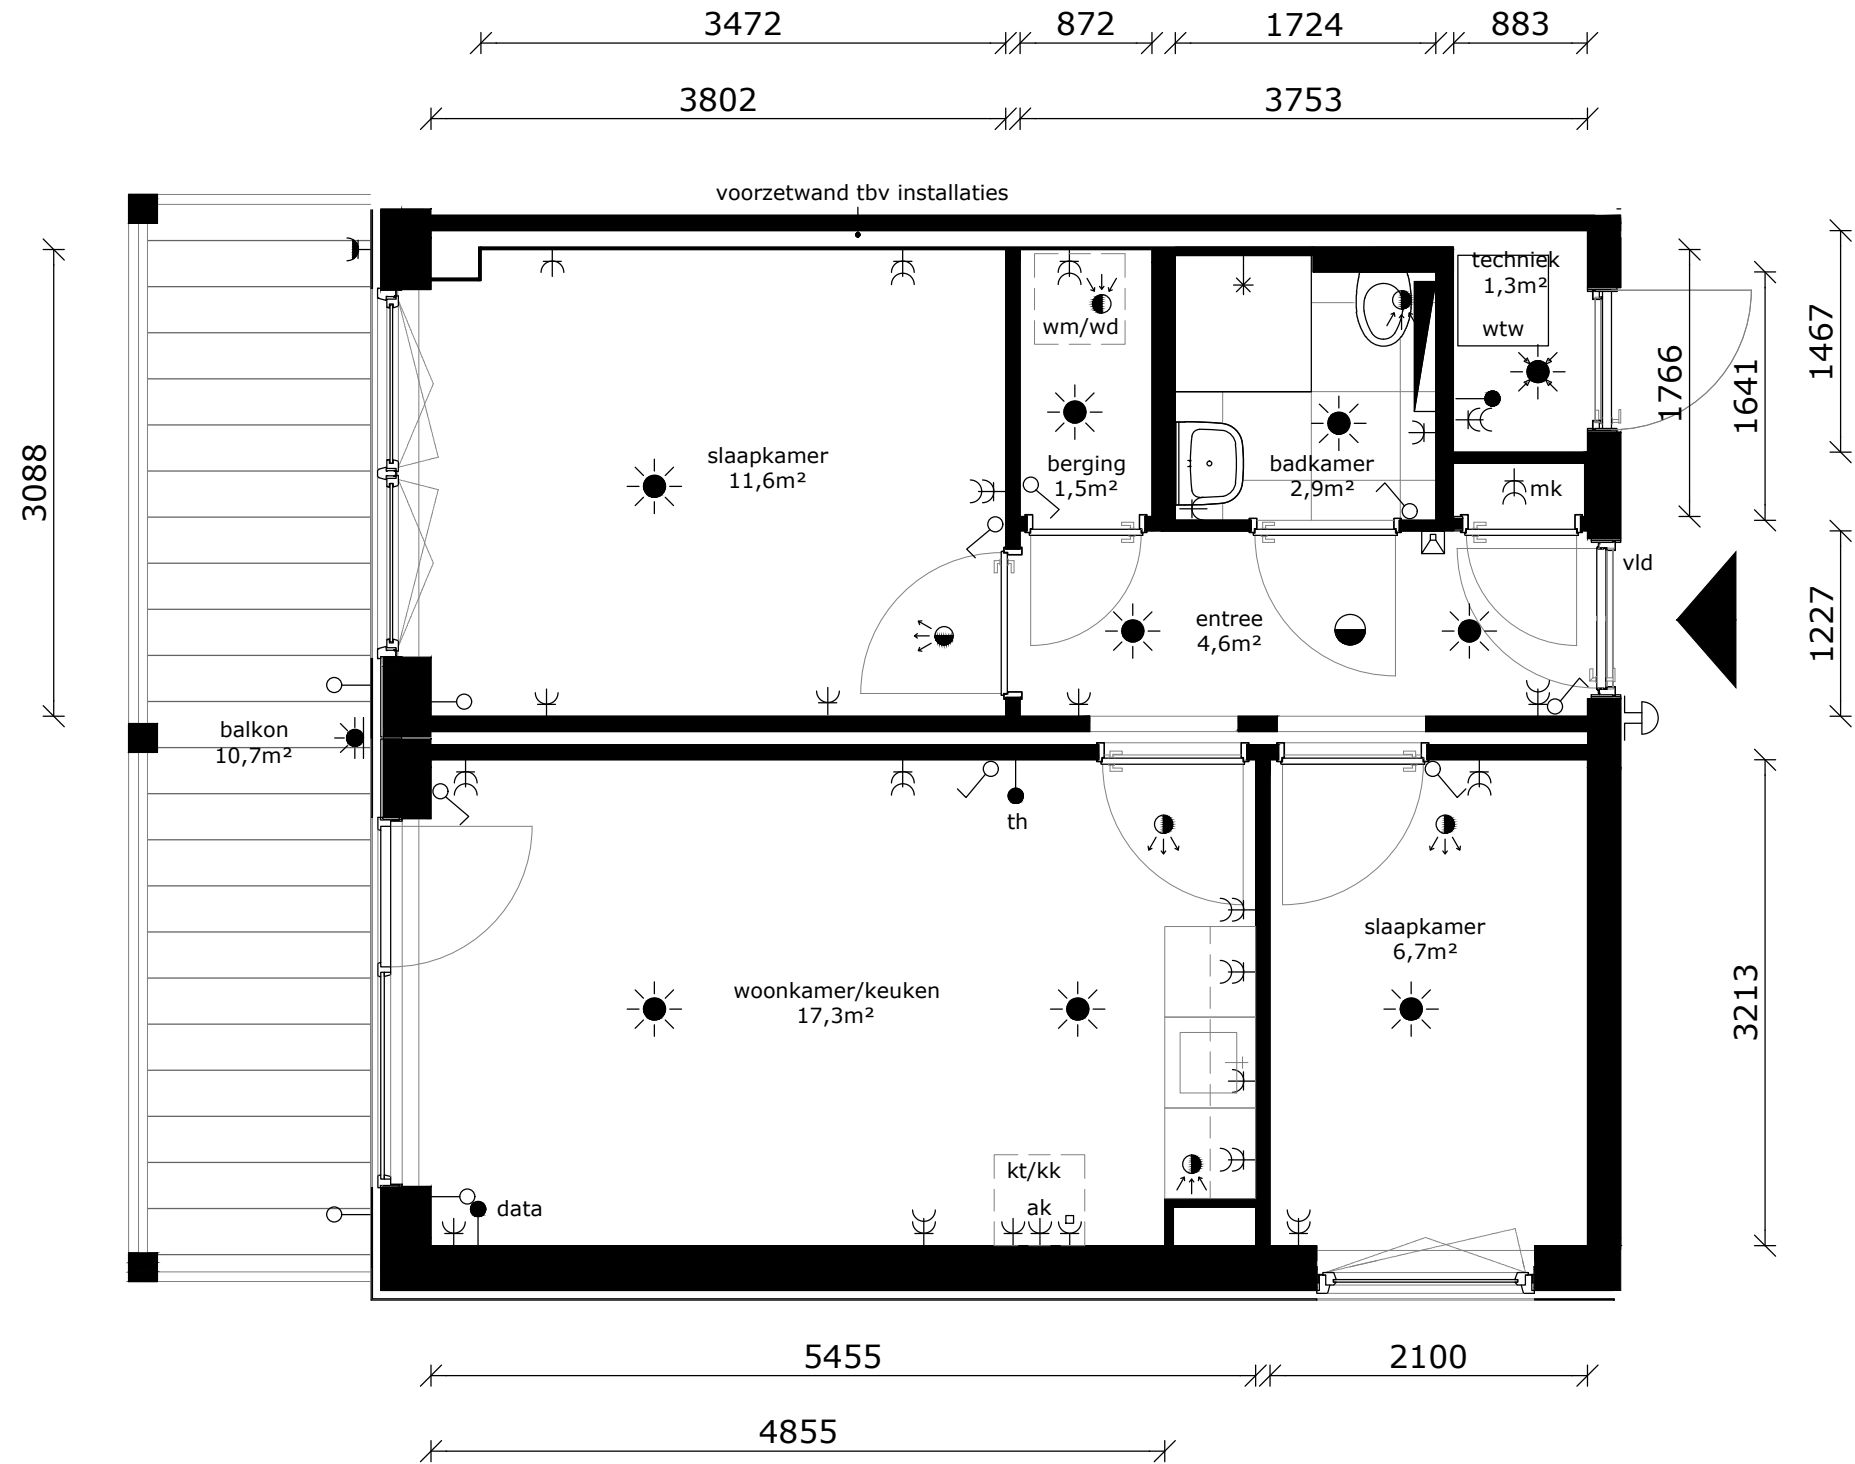 3472
872
1724
883
3802
3753
voorzetwand tbv installaties
techniek
1,3m²
wtw
wm/wd
1467
1766
1641
3088
slaapkamer
11,6m²
berging
1,5m²
badkamer
2,9m²
mk
vld
entree
4,6m²
1227
balkon
10,7m²
th
slaapkamer
6,7m²
woonkamer/keuken
17,3m²
3213
kt/kk
ak
data
5455
2100
4855